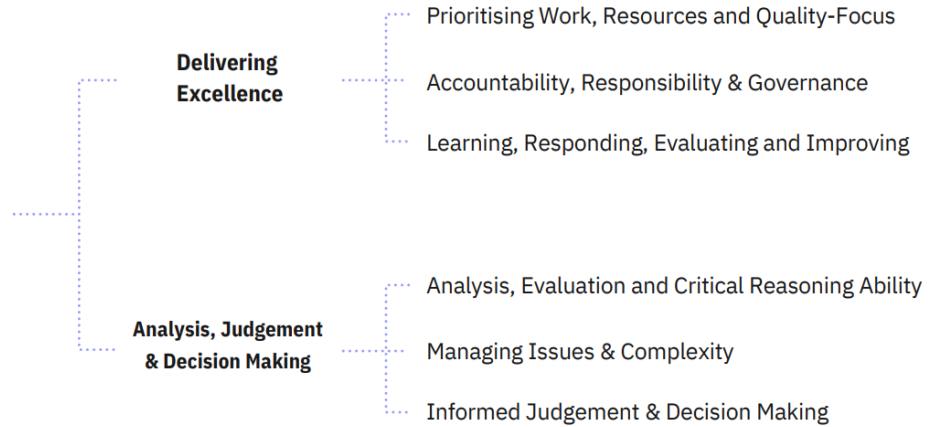 Delivering
Excellence
Prioritising Work, Resources and Quality-Focus
Accountability, Responsibility & Governance
Learning, Responding, Evaluating and Improving
Analysis, Judgement
& Decision Making
Analysis, Evaluation and Critical Reasoning Ability
Managing Issues & Complexity
Informed Judgement & Decision Making